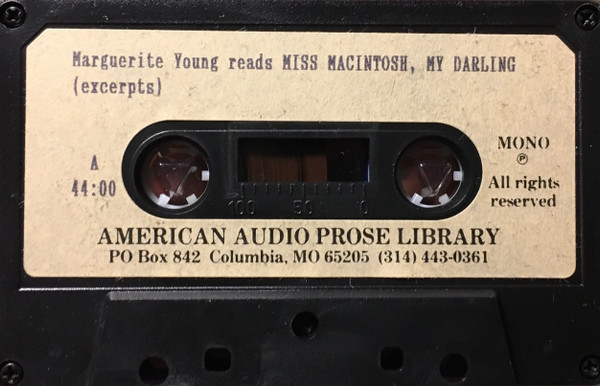 Marguerite Young reads MISS MACINTOSH, MY DARLING
(excerpts)
A
44:00
MONO
℗
All rights
reserved
100 50 0
AMERICAN AUDIO PROSE LIBRARY
PO Box 842 Columbia, MO 65205 (314) 443-0361